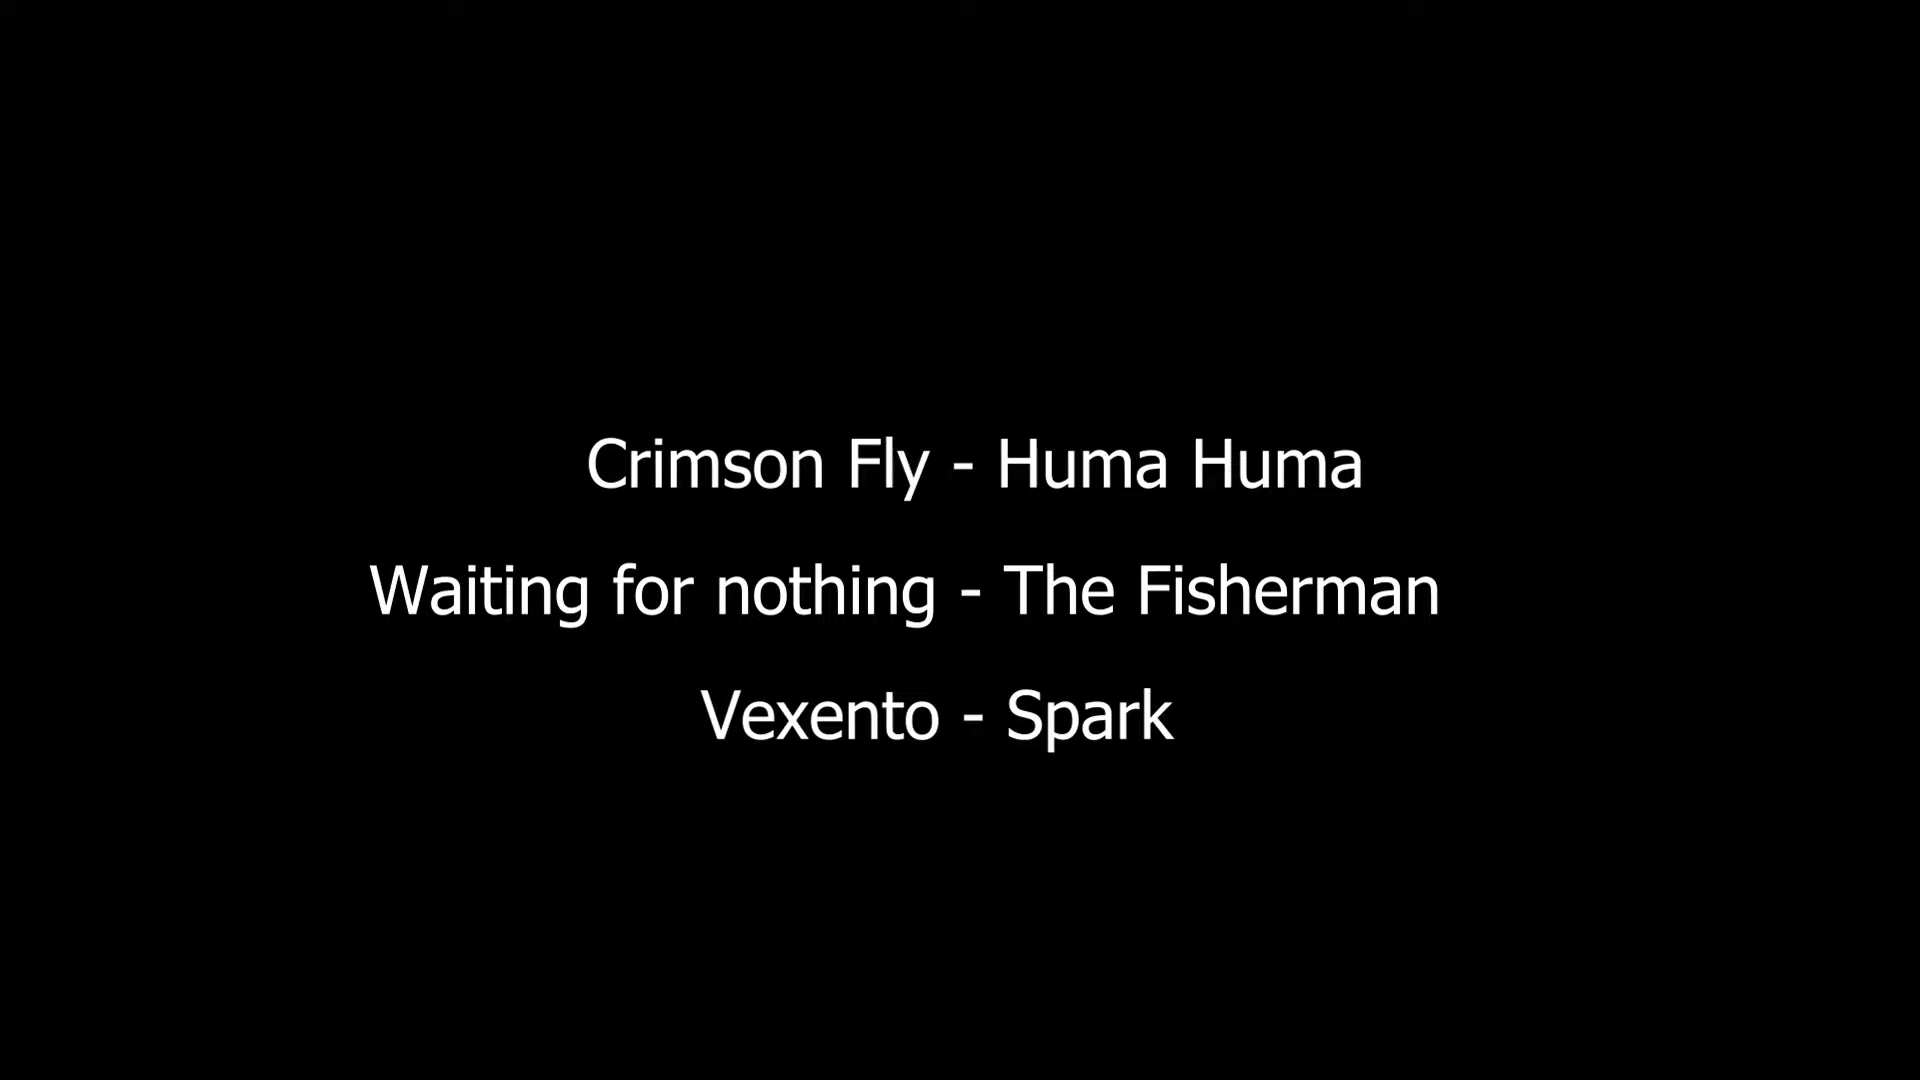 Crimson Fly - Huma Huma
Waiting for nothing - The Fisherman
Vexento - Spark